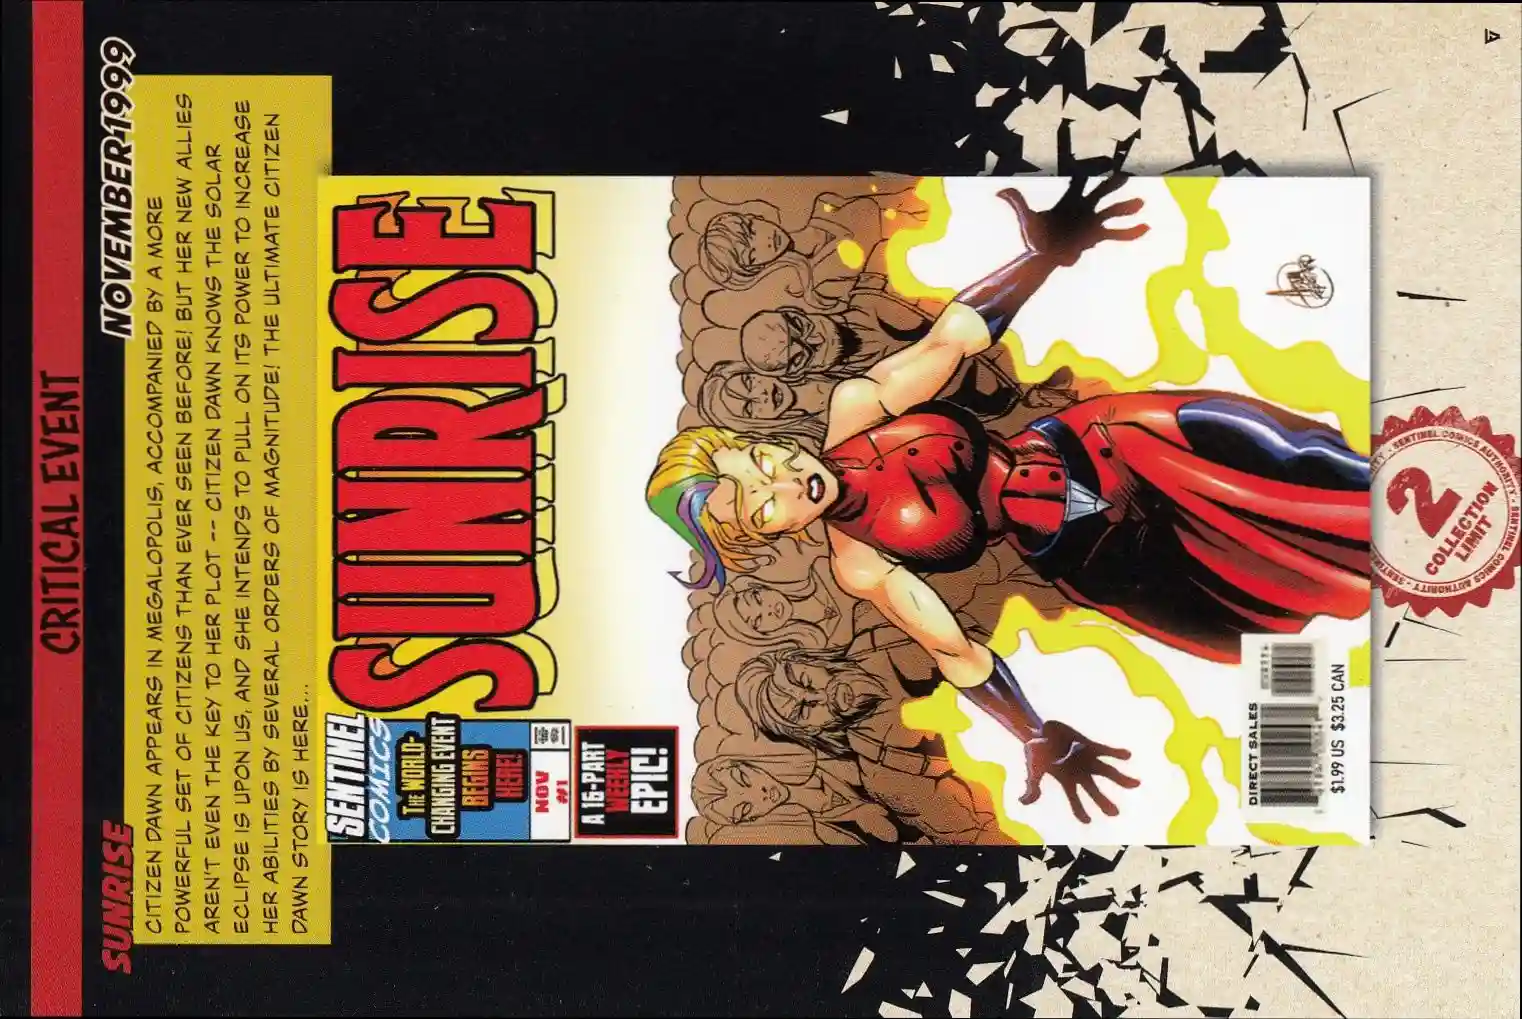 CRITICAL EVENT
SUNRISE
NOVEMBER 1999
CITIZEN DAWN APPEARS IN MEGALOPOLIS, ACCOMPANIED BY A MORE
POWERFUL SET OF CITIZENS THAN EVER SEEN BEFORE! BUT HER NEW ALLIES
AREN'T EVEN THE KEY TO HER PLOT -- CITIZEN DAWN KNOWS THE SOLAR
ECLIPSE IS UPON US, AND SHE INTENDS TO PULL ON ITS POWER TO INCREASE
HER ABILITIES BY SEVERAL ORDERS OF MAGNITUDE! THE ULTIMATE CITIZEN
DAWN STORY IS HERE...
SENTINEL
COMICS
THE WORLD-
CHANGING EVENT
BEGINS
HERE!
NOV
#1
SUNRISE
A 16-PART
WEEKLY
EPIC!
DIRECT SALES
$1.99 US $3.25 CAN
SENTINEL COMICS AUTHORITY
2
COLLECTION
LIMIT